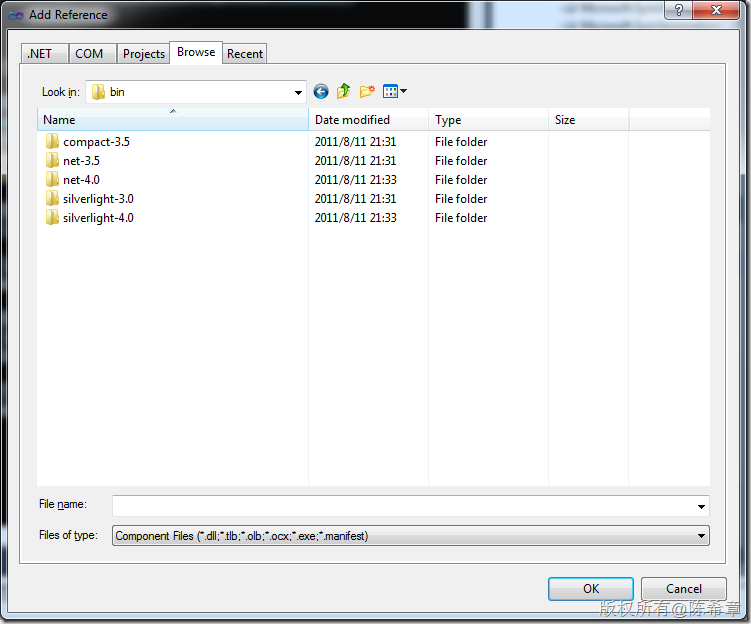 Add Reference
.NET COM Projects Browse Recent
Look in: bin
Name Date modified Type Size
compact-3.5 2011/8/11 21:31 File folder
net-3.5 2011/8/11 21:31 File folder
net-4.0 2011/8/11 21:33 File folder
silverlight-3.0 2011/8/11 21:31 File folder
silverlight-4.0 2011/8/11 21:33 File folder
File name:
Files of type: Component Files (*.dll;*.tlb;*.olb;*.ocx;*.exe;*.manifest)
OK Cancel
版权所有@陈希章